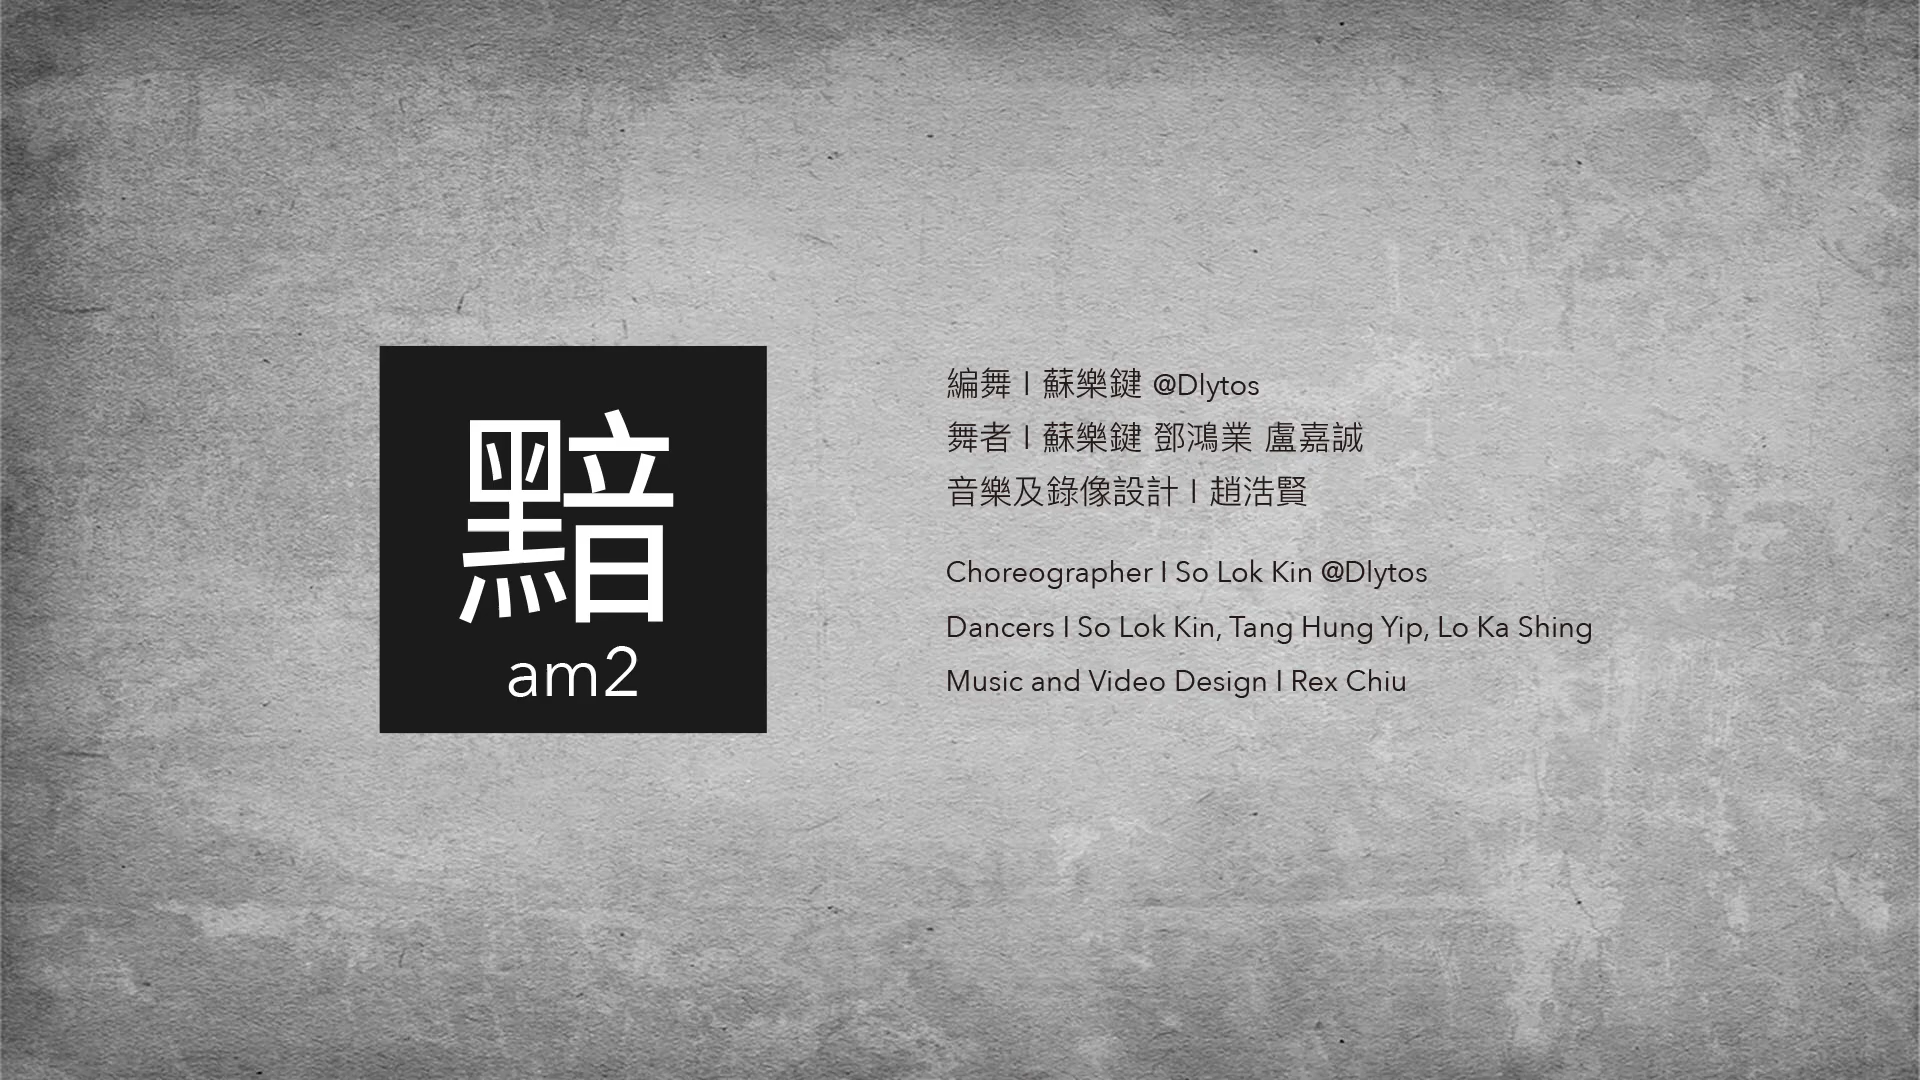 黯
am2
編舞 I 蘇樂鍵 @Dlytos
舞者 I 蘇樂鍵 鄧鴻業 盧嘉誠
音樂及錄像設計 I 趙浩賢
Choreographer I So Lok Kin @Dlytos
Dancers I So Lok Kin, Tang Hung Yip, Lo Ka Shing
Music and Video Design I Rex Chiu